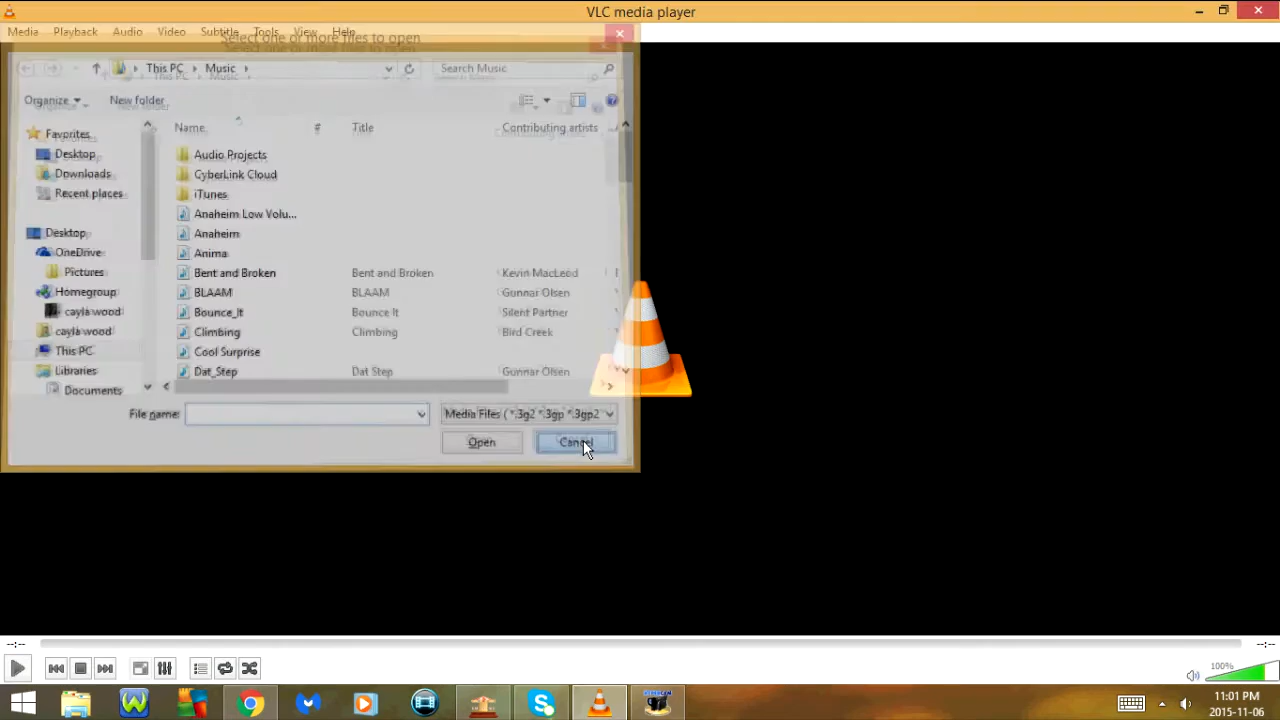 VLC media player
Media Playback Audio Video Subtitle Tools View Help
Select one or more files to open
This PC Music Search Music
Organize New folder
Name # Title Contributing artists
Favorites
Desktop
Downloads
Recent places
Desktop
OneDrive
Pictures
Homegroup
cayla wood
cayla wood
This PC
Libraries
Documents
Audio Projects
CyberLink Cloud
iTunes
Anaheim Low Volu...
Anaheim
Anima
Bent and Broken Bent and Broken Kevin MacLeod
BLAAM BLAAM Gunnar Olsen
Bounce_It Bounce It Silent Partner
Climbing Climbing Bird Creek
Cool Surprise
Dat_Step Dat Step Gunnar Olsen
File name: Media Files ( *.3g2 *.3gp *.3gp2
Open Cancel
--:-- --:--
100%
11:01 PM
2015-11-06